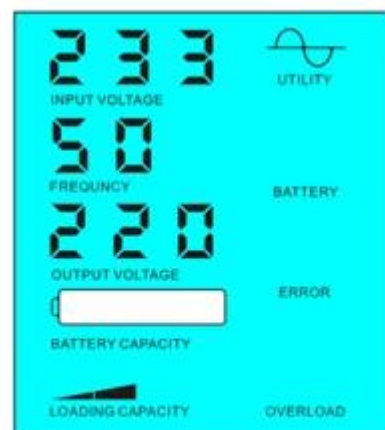 233
INPUT VOLTAGE
UTILITY
50
FREQUNCY
BATTERY
220
OUTPUT VOLTAGE
ERROR
BATTERY CAPACITY
LOADING CAPACITY
OVERLOAD